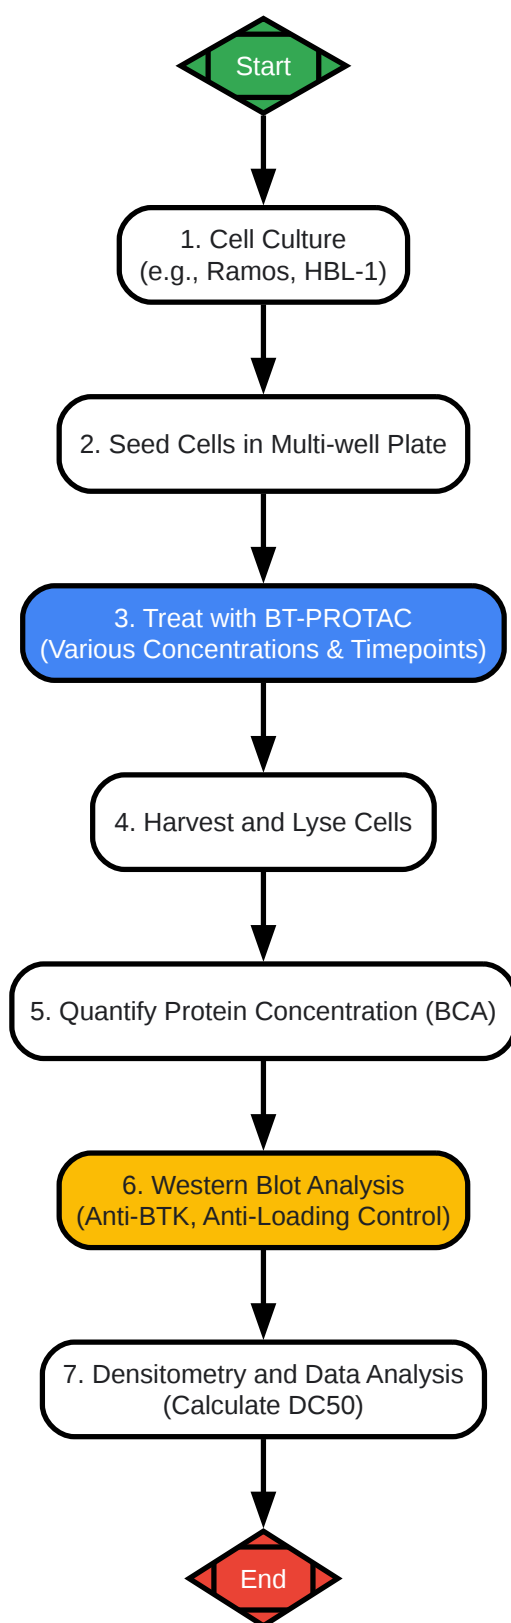 Start
1. Cell Culture
(e.g., Ramos, HBL-1)
2. Seed Cells in Multi-well Plate
3. Treat with BT-PROTAC
(Various Concentrations & Timepoints)
4. Harvest and Lyse Cells
5. Quantify Protein Concentration (BCA)
6. Western Blot Analysis
(Anti-BTK, Anti-Loading Control)
7. Densitometry and Data Analysis
(Calculate DC50)
End